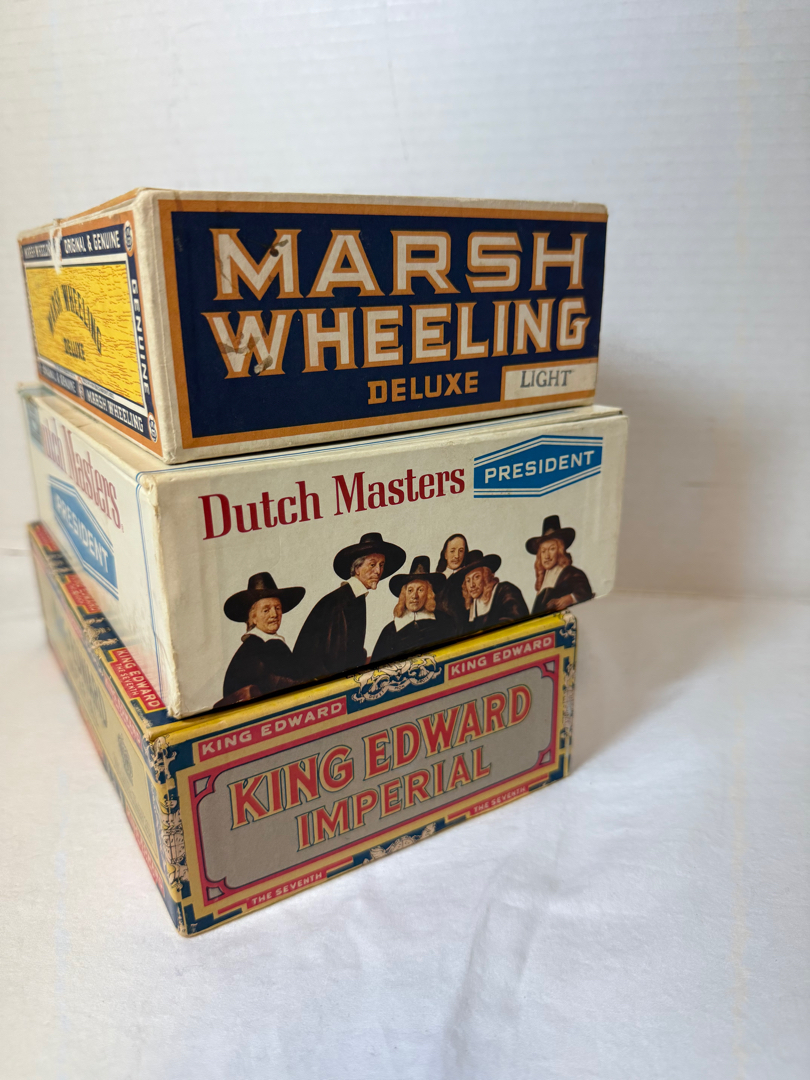 MARSH
WHEELING
DELUXE
LIGHT
ORIGINAL & GENUINE
GENUINE
MARSH WHEELING
DELUXE
MARSH WHEELING
Dutch Masters
PRESIDENT
Dutch Masters
PRESIDENT
KING EDWARD
KING EDWARD
KING EDWARD
IMPERIAL
THE SEVENTH
THE SEVENTH
KING EDWARD
THE SEVENTH